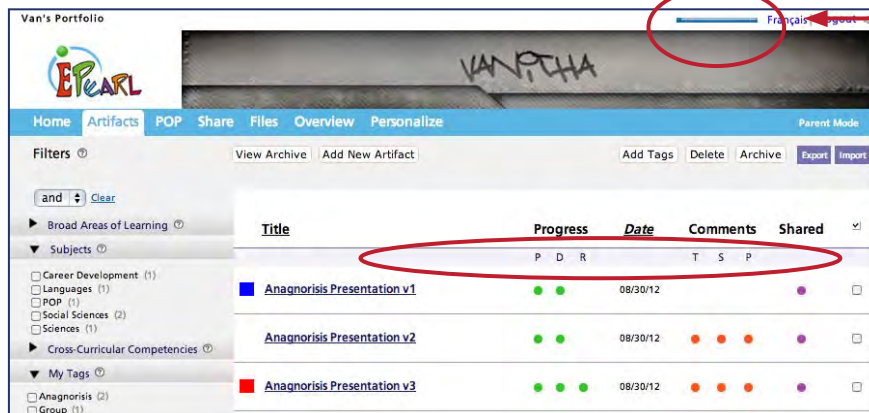 Van's Portfolio
Français | Logout
EPEARL
VANITHA
Home Artifacts POP Share Files Overview Personalize Parent Mode
Filters
View Archive Add New Artifact Add Tags Delete Archive Export Import
and Clear
Broad Areas of Learning
Title Progress Date Comments Shared
Subjects
P D R T S P
Career Development (1)
Languages (1)
POP (1)
Social Sciences (2)
Sciences (1)
Anagnorisis Presentation v1 08/30/12
Anagnorisis Presentation v2 08/30/12
Cross-Curricular Competencies
My Tags
Anagnorisis Presentation v3 08/30/12
Anagnorisis (2)
Group (1)